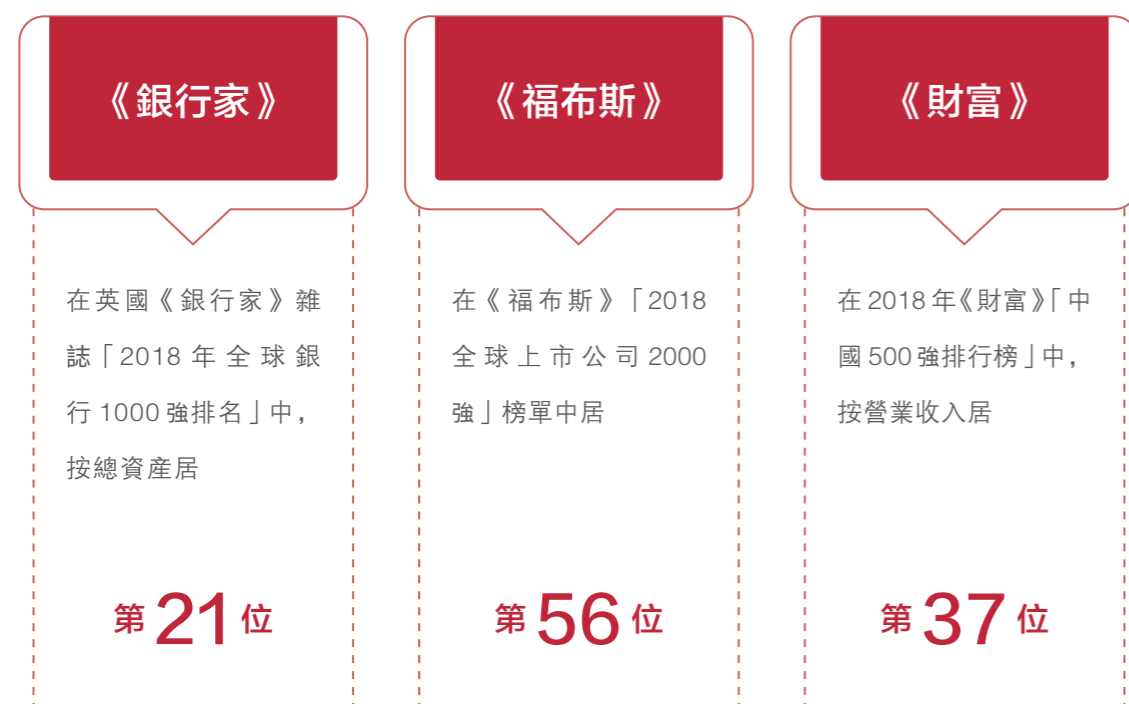 《銀行家》
在英國《銀行家》雜
誌「2018 年全球銀
行 1000 強排名」中，
按總資產居
第 21 位
《福布斯》
在《福布斯》「2018
全球上市公司 2000
強」榜單中居
第 56 位
《財富》
在 2018 年《財富》「中
國 500 強排行榜」中，
按營業收入居
第 37 位